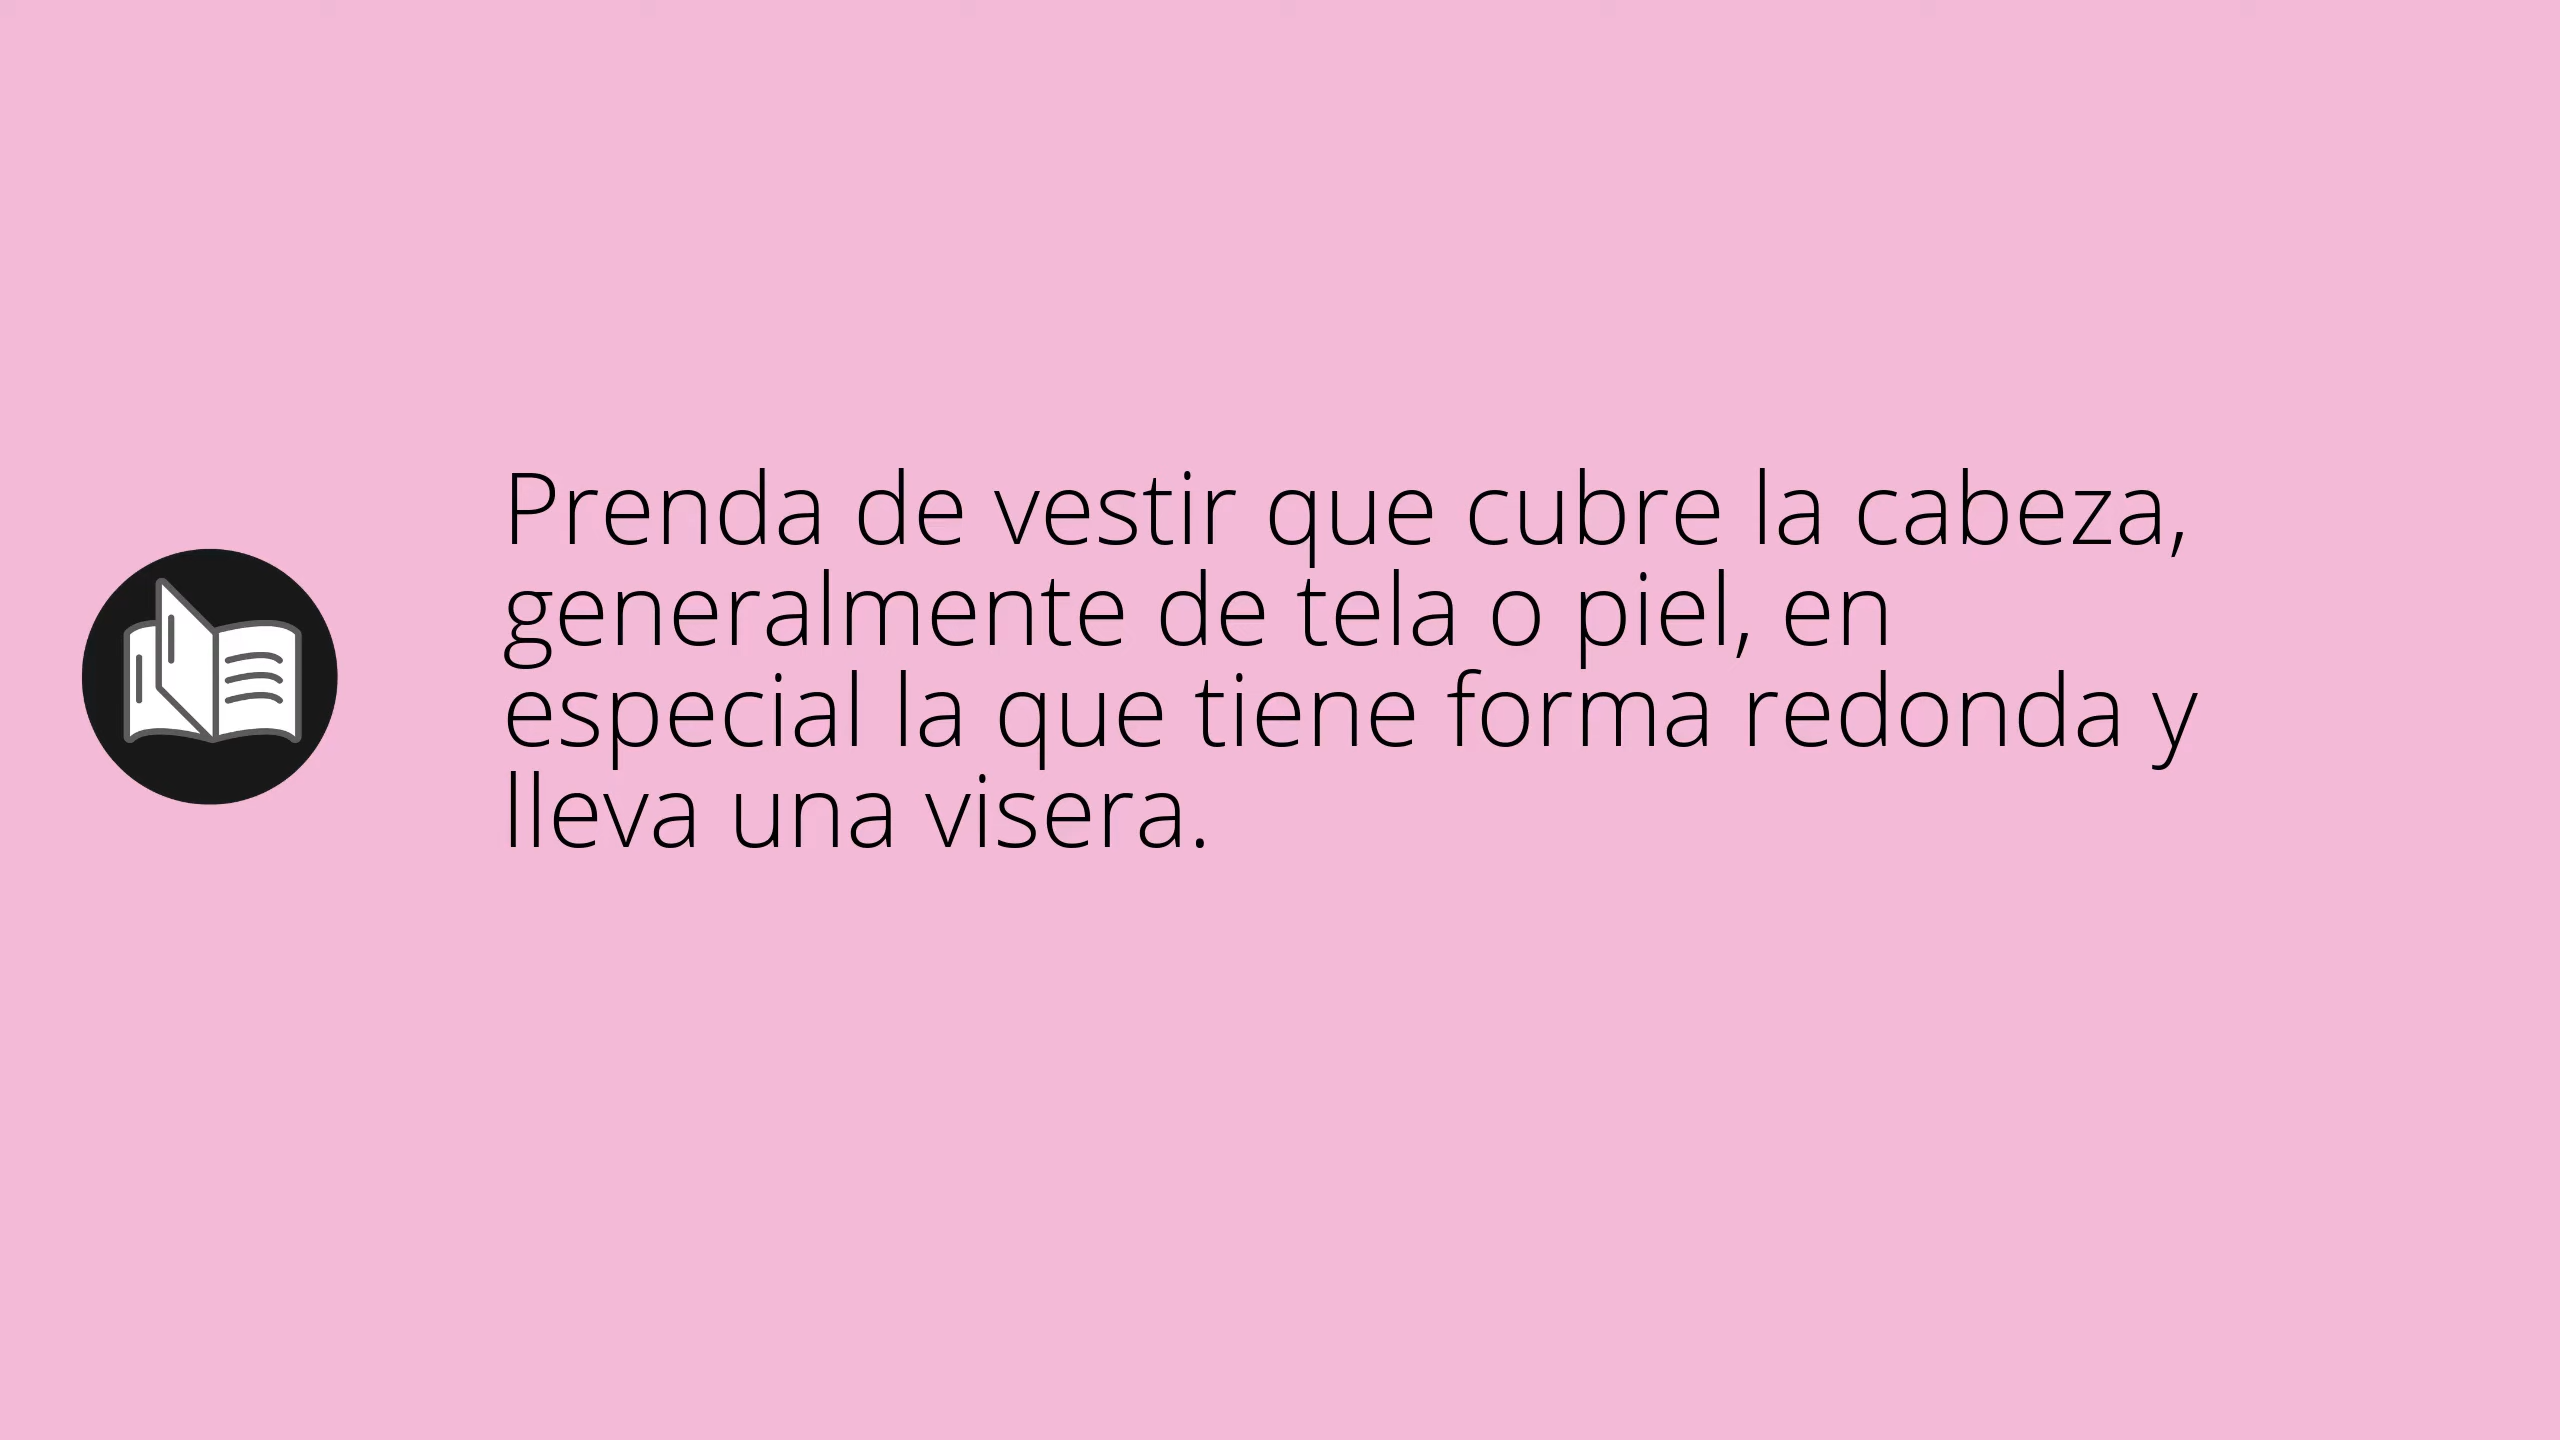 Prenda de vestir que cubre la cabeza,
generalmente de tela o piel, en
especial la que tiene forma redonda y
lleva una visera.